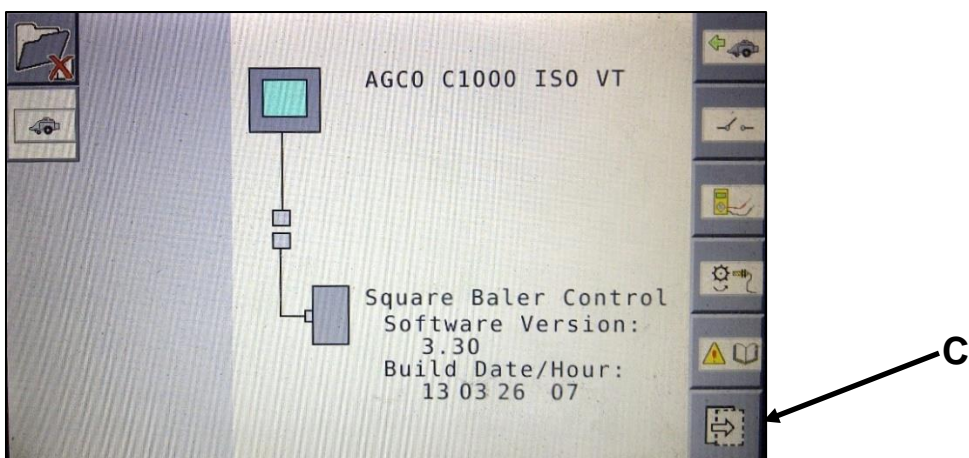 AGCO C1000 ISO VT
Square Baler Control
Software Version:
3.30
Build Date/Hour:
13 03 26 07
C